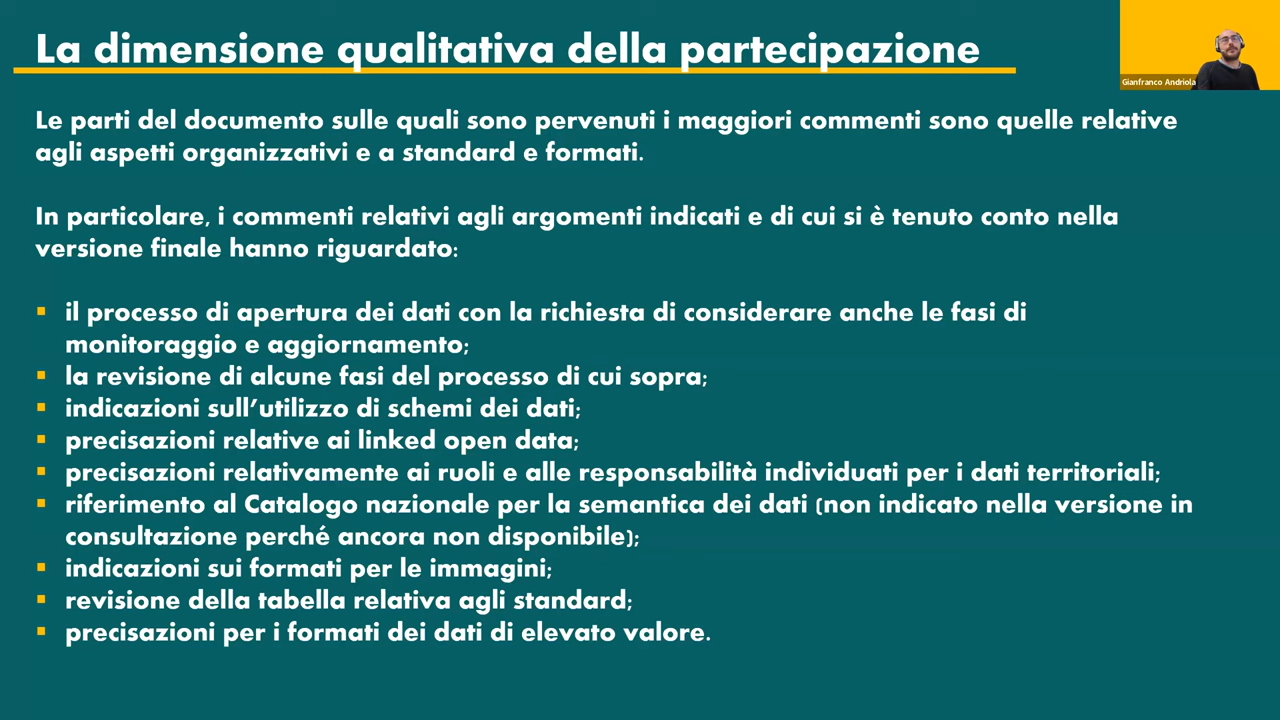 La dimensione qualitativa della partecipazione
Gianfranco Andriola
Le parti del documento sulle quali sono pervenuti i maggiori commenti sono quelle relative
agli aspetti organizzativi e a standard e formati.
In particolare, i commenti relativi agli argomenti indicati e di cui si è tenuto conto nella
versione finale hanno riguardato:
▪ il processo di apertura dei dati con la richiesta di considerare anche le fasi di
monitoraggio e aggiornamento;
▪ la revisione di alcune fasi del processo di cui sopra;
▪ indicazioni sull’utilizzo di schemi dei dati;
▪ precisazioni relative ai linked open data;
▪ precisazioni relativamente ai ruoli e alle responsabilità individuati per i dati territoriali;
▪ riferimento al Catalogo nazionale per la semantica dei dati (non indicato nella versione in
consultazione perché ancora non disponibile);
▪ indicazioni sui formati per le immagini;
▪ revisione della tabella relativa agli standard;
▪ precisazioni per i formati dei dati di elevato valore.